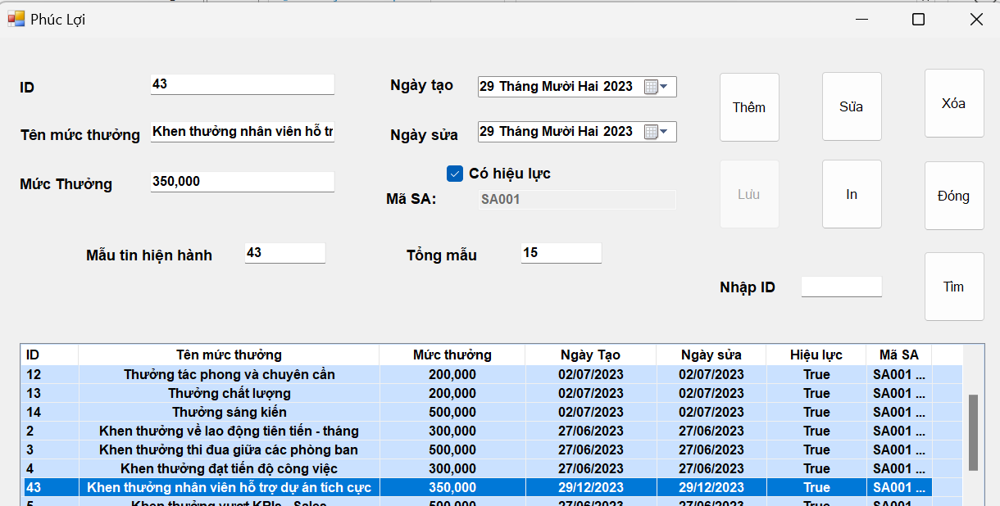 Phúc Lợi
ID 43 Ngày tạo 29 Tháng Mười Hai 2023 Thêm Sửa Xóa
Tên mức thưởng Khen thưởng nhân viên hỗ tr Ngày sửa 29 Tháng Mười Hai 2023
Mức Thưởng 350,000 Có hiệu lực
Mã SA: SA001 Lưu In Đóng
Mẫu tin hiện hành 43 Tổng mẫu 15
Nhập ID Tìm
ID Tên mức thưởng Mức thưởng Ngày Tạo Ngày sửa Hiệu lực Mã SA
12 Thưởng tác phong và chuyên cần 200,000 02/07/2023 02/07/2023 True SA001 ...
13 Thưởng chất lượng 200,000 02/07/2023 02/07/2023 True SA001 ...
14 Thưởng sáng kiến 500,000 02/07/2023 02/07/2023 True SA001 ...
2 Khen thưởng về lao động tiên tiến - tháng 300,000 27/06/2023 27/06/2023 True SA001 ...
3 Khen thưởng thi đua giữa các phòng ban 500,000 27/06/2023 27/06/2023 True SA001 ...
4 Khen thưởng đạt tiến độ công việc 300,000 27/06/2023 27/06/2023 True SA001 ...
43 Khen thưởng nhân viên hỗ trợ dự án tích cực 350,000 29/12/2023 29/12/2023 True SA001 ...
5 Khen thưởng vượt KPIs - Sales 500,000 27/06/2023 27/06/2023 True SA001